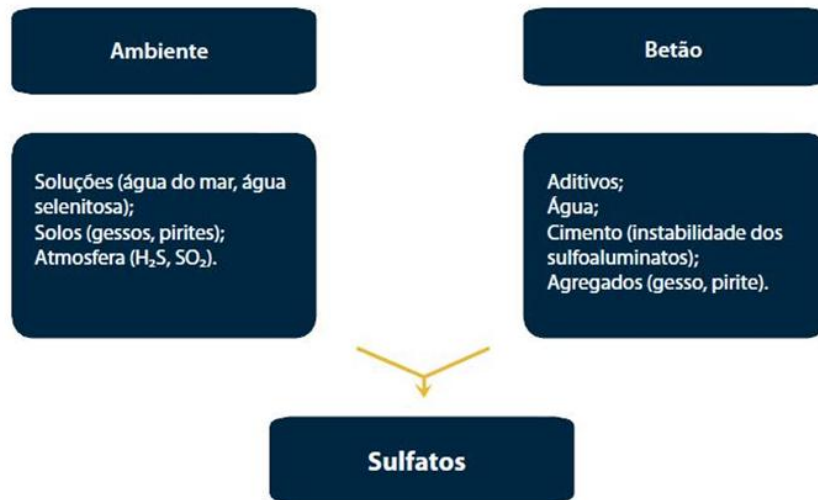 Ambiente
Soluções (água do mar, água
selenitosa);
Solos (gessos, pirites);
Atmosfera (H₂S, SO₂).
Betão
Aditivos;
Água;
Cimento (instabilidade dos
sulfoaluminatos);
Agregados (gesso, pirite).
Sulfatos